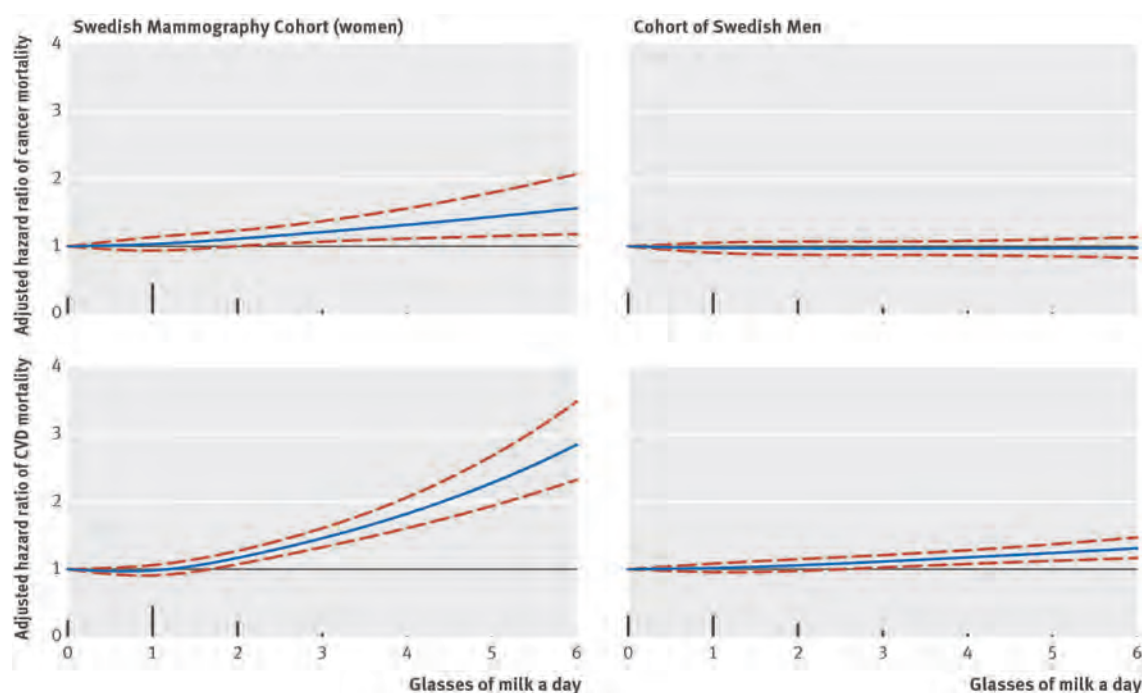 Swedish Mammography Cohort (women)
Cohort of Swedish Men
Adjusted hazard ratio of cancer mortality
4
3
2
1
0
Adjusted hazard ratio of CVD mortality
4
3
2
1
0
0 1 2 3 4 5 6
Glasses of milk a day
0 1 2 3 4 5 6
Glasses of milk a day